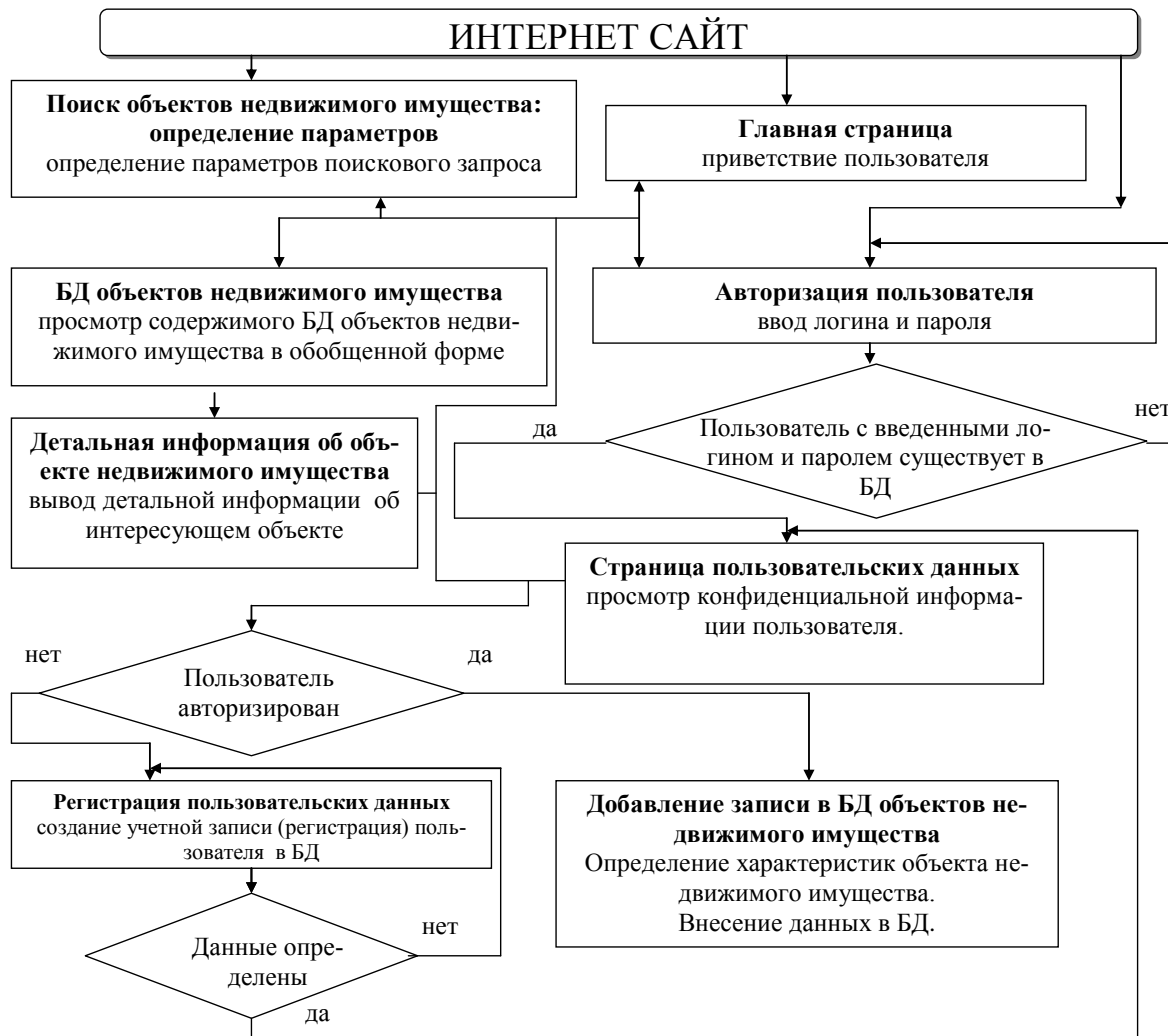 ИНТЕРНЕТ САЙТ
Поиск объектов недвижимого имущества:
определение параметров
определение параметров поискового запроса
Главная страница
приветствие пользователя
БД объектов недвижимого имущества
просмотр содержимого БД объектов недви-
жимого имущества в обобщенной форме
Авторизация пользователя
ввод логина и пароля
Детальная информация об объ-
екте недвижимого имущества
вывод детальной информации об
интересующем объекте
да
Пользователь с введенными ло-
гином и паролем существует в
БД
нет
Страница пользовательских данных
просмотр конфиденциальной информа-
ции пользователя.
нет
Пользователь
авторизирован
да
Регистрация пользовательских данных
создание учетной записи (регистрация) поль-
зователя в БД
Добавление записи в БД объектов не-
движимого имущества
Определение характеристик объекта не-
движимого имущества.
Внесение данных в БД.
Данные опре-
делены
нет
да